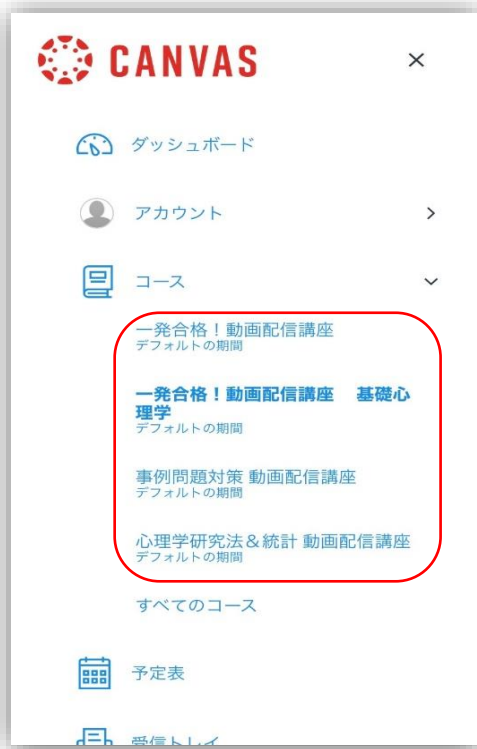 CANVAS
ダッシュボード
アカウント
コース
一発合格！動画配信講座
デフォルトの期間
一発合格！動画配信講座　基礎心
理学
デフォルトの期間
事例問題対策 動画配信講座
デフォルトの期間
心理学研究法＆統計 動画配信講座
デフォルトの期間
すべてのコース
予定表
受信トレイ